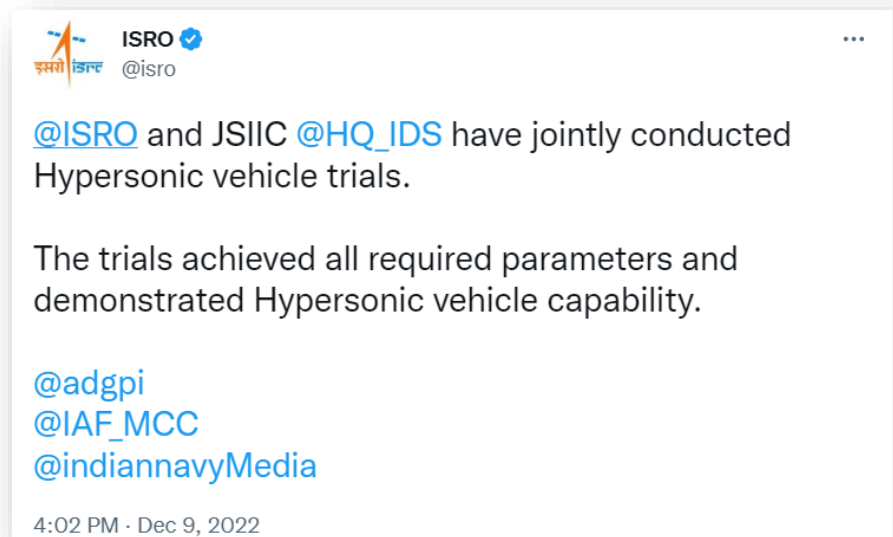 ISRO
इसरो isro
@isro
@ISRO and JSIIC @HQ_IDS have jointly conducted
Hypersonic vehicle trials.
The trials achieved all required parameters and
demonstrated Hypersonic vehicle capability.
@adgpi
@IAF_MCC
@indiannavyMedia
4:02 PM · Dec 9, 2022